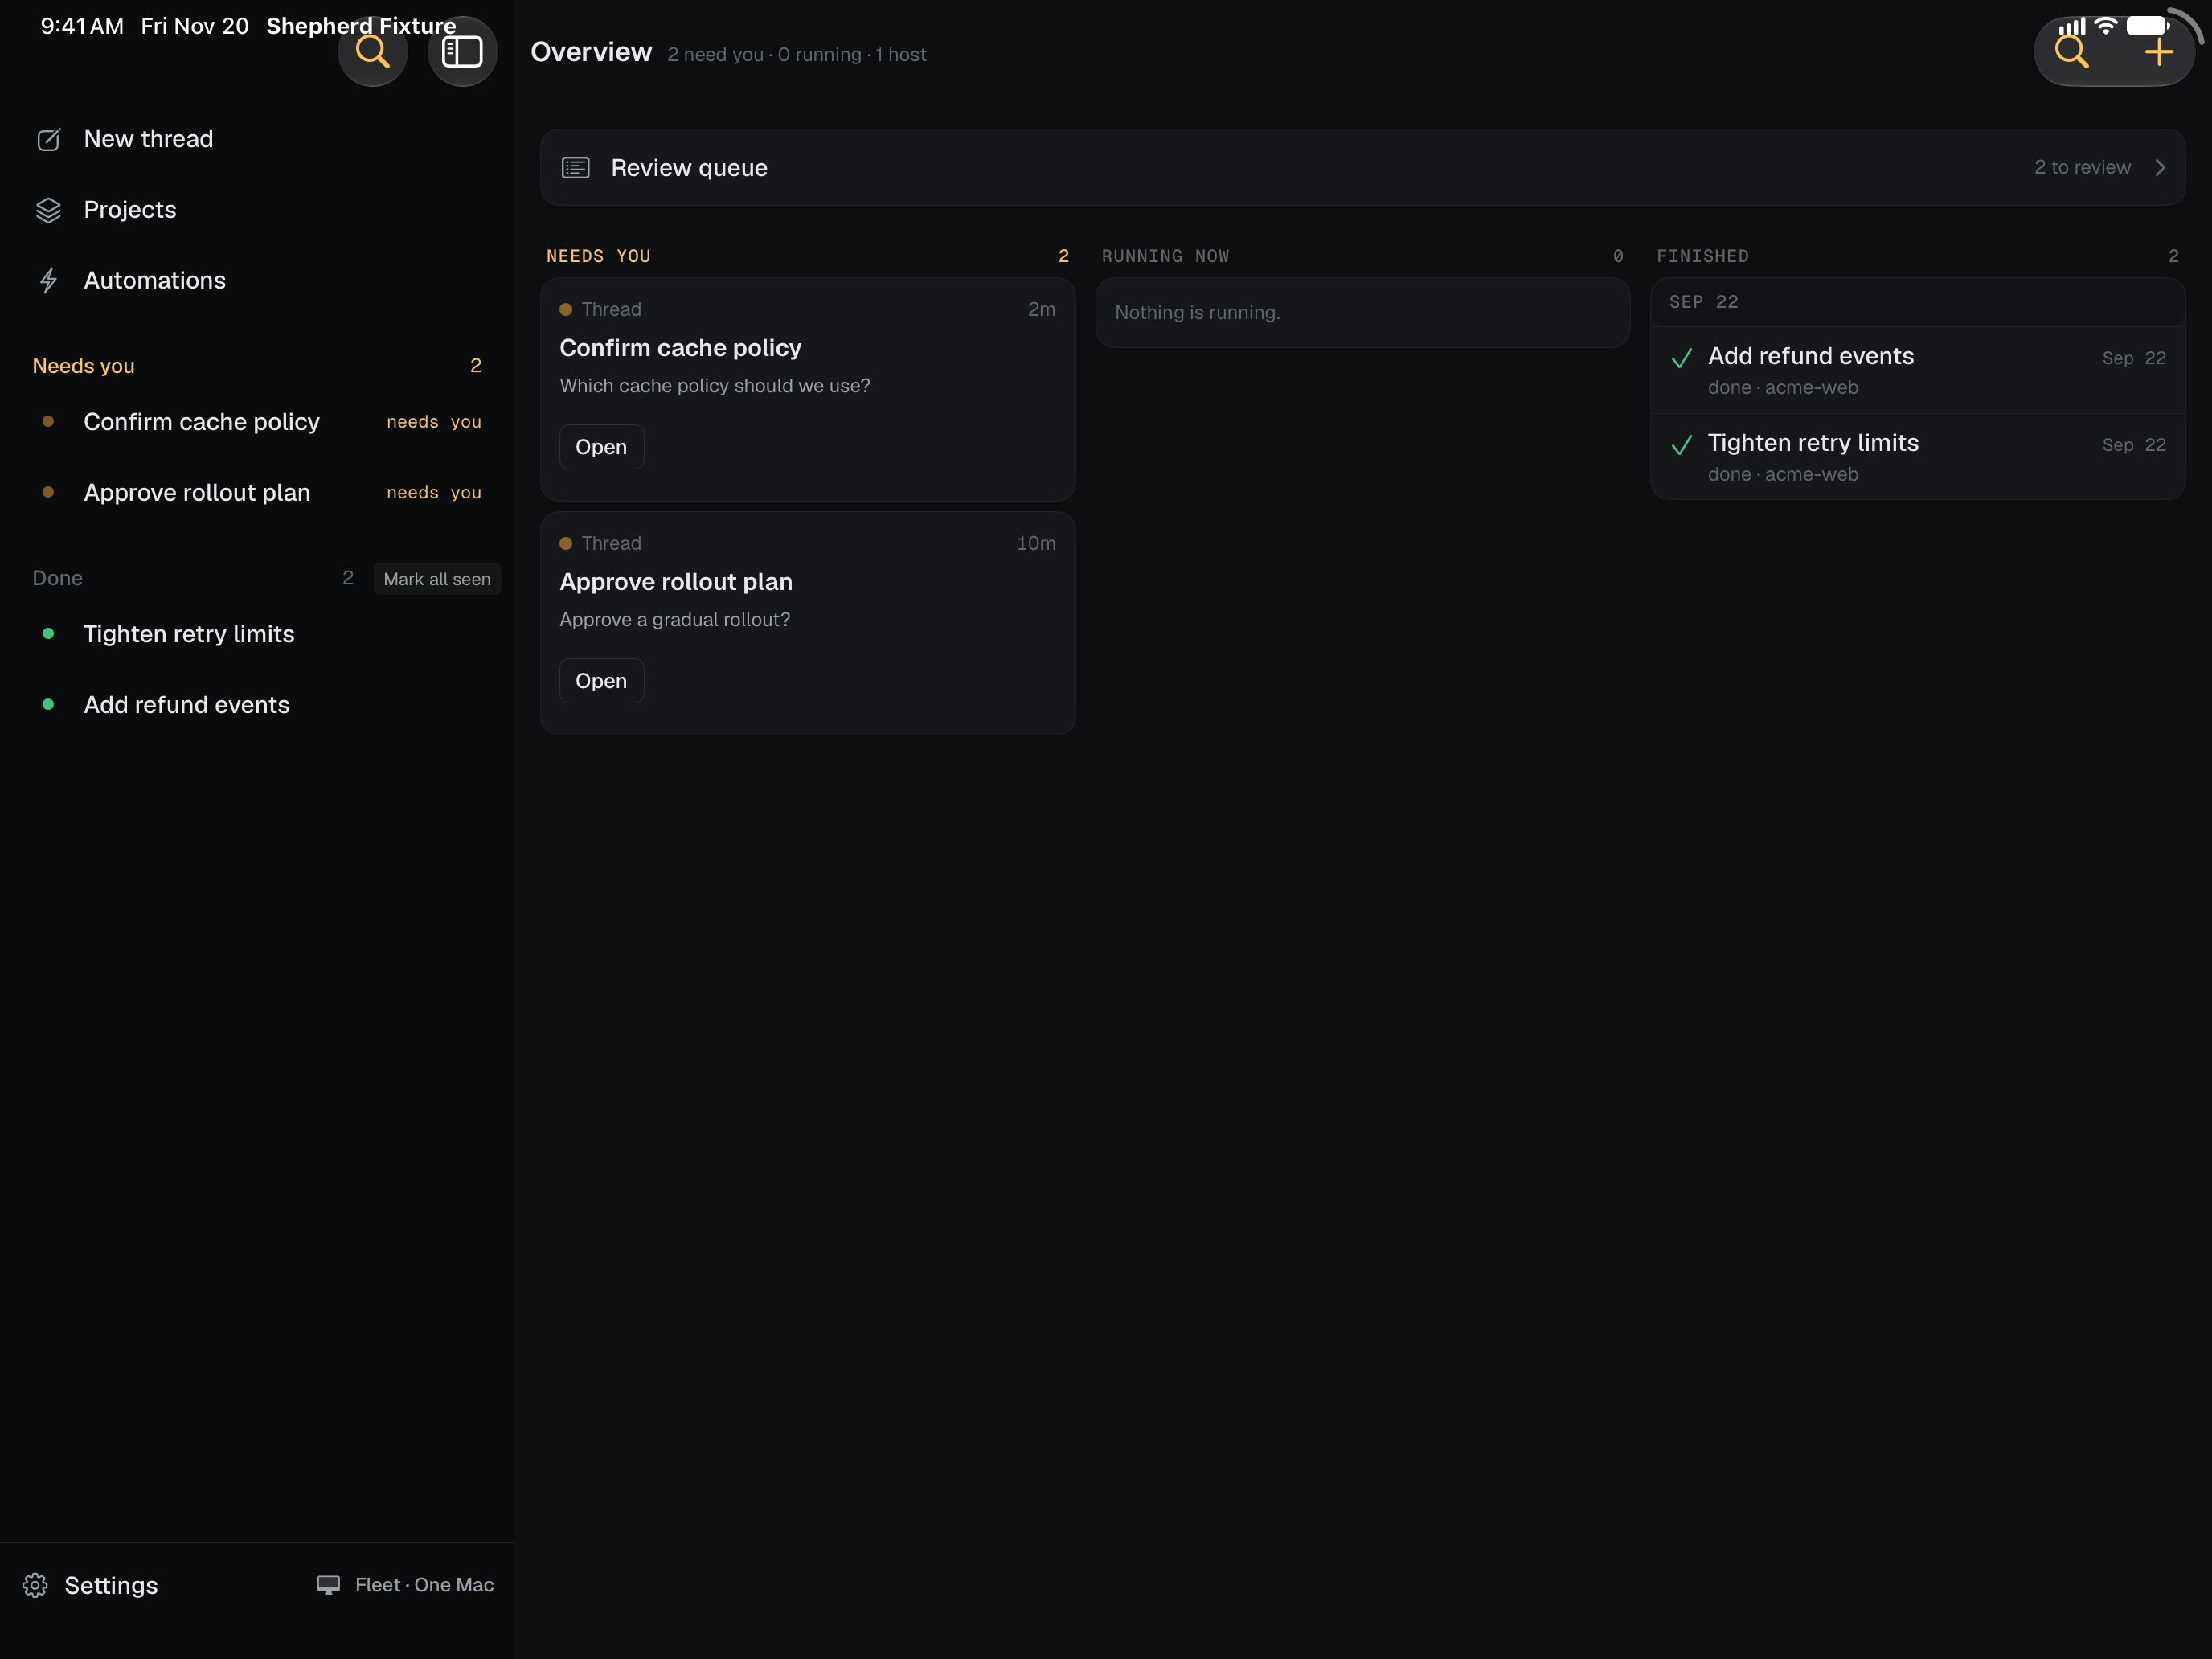 9:41 AM Fri Nov 20 Shepherd Fixture
New thread
Projects
Automations
Needs you 2
Confirm cache policy needs you
Approve rollout plan needs you
Done 2 Mark all seen
Tighten retry limits
Add refund events
Settings Fleet · One Mac
Overview 2 need you · 0 running · 1 host
Review queue 2 to review
NEEDS YOU 2
Thread 2m
Confirm cache policy
Which cache policy should we use?
Open
Thread 10m
Approve rollout plan
Approve a gradual rollout?
Open
RUNNING NOW 0
Nothing is running.
FINISHED 2
SEP 22
Add refund events Sep 22
done · acme-web
Tighten retry limits Sep 22
done · acme-web